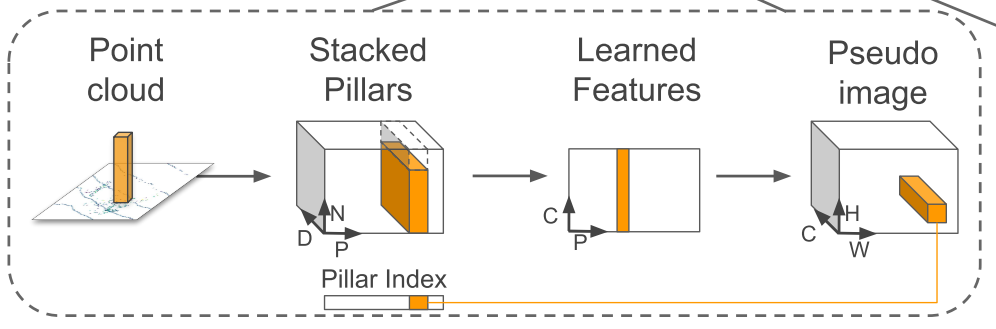 Point
cloud
Stacked
Pillars
Learned
Features
Pseudo
image
N
D
P
C
P
H
C
W
Pillar Index